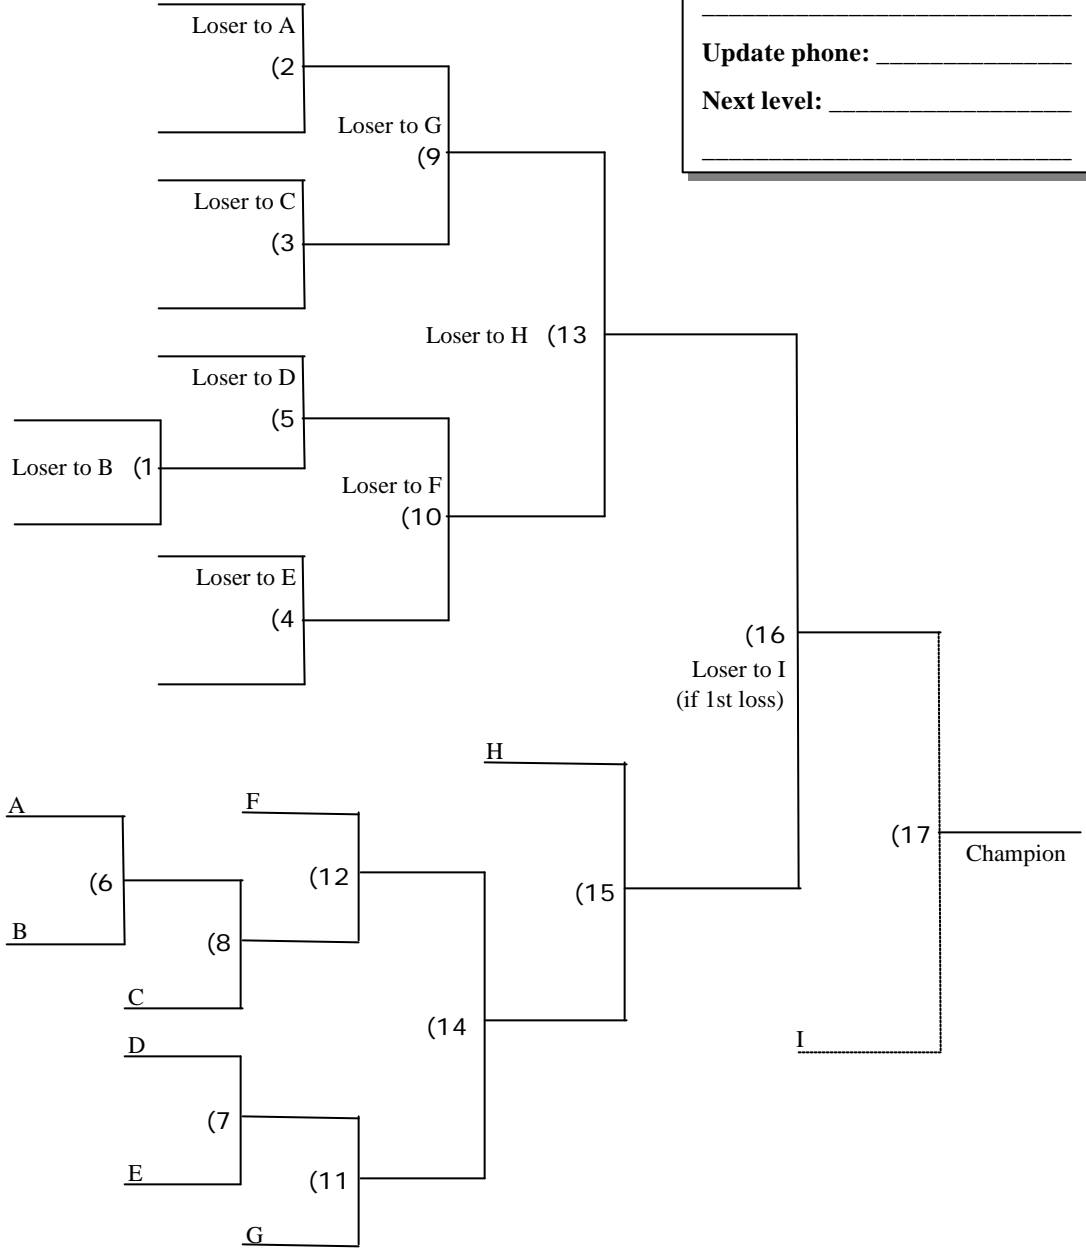 Loser to A
(2
Update phone: _______________
Next level: ___________________
Loser to G
(9
Loser to C
(3
Loser to H (13
Loser to D
(5
Loser to B (1
Loser to F
(10
Loser to E
(4
(16
Loser to I
(if 1st loss)
H
A
F
(17
Champion
(12
(6
(15
B
(8
C
(14
D
I
(7
E
(11
G